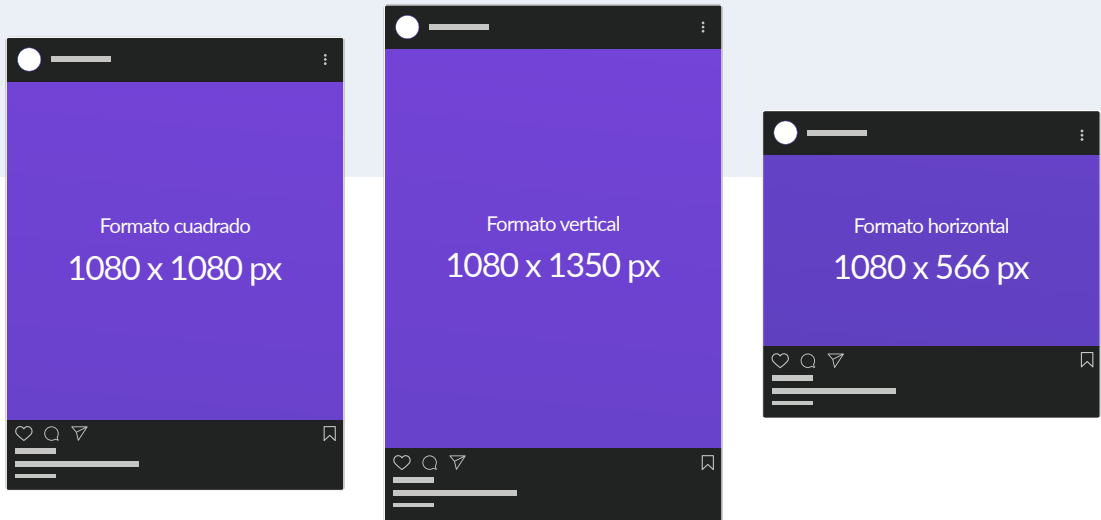 Formato cuadrado
1080 x 1080 px
Formato vertical
1080 x 1350 px
Formato horizontal
1080 x 566 px